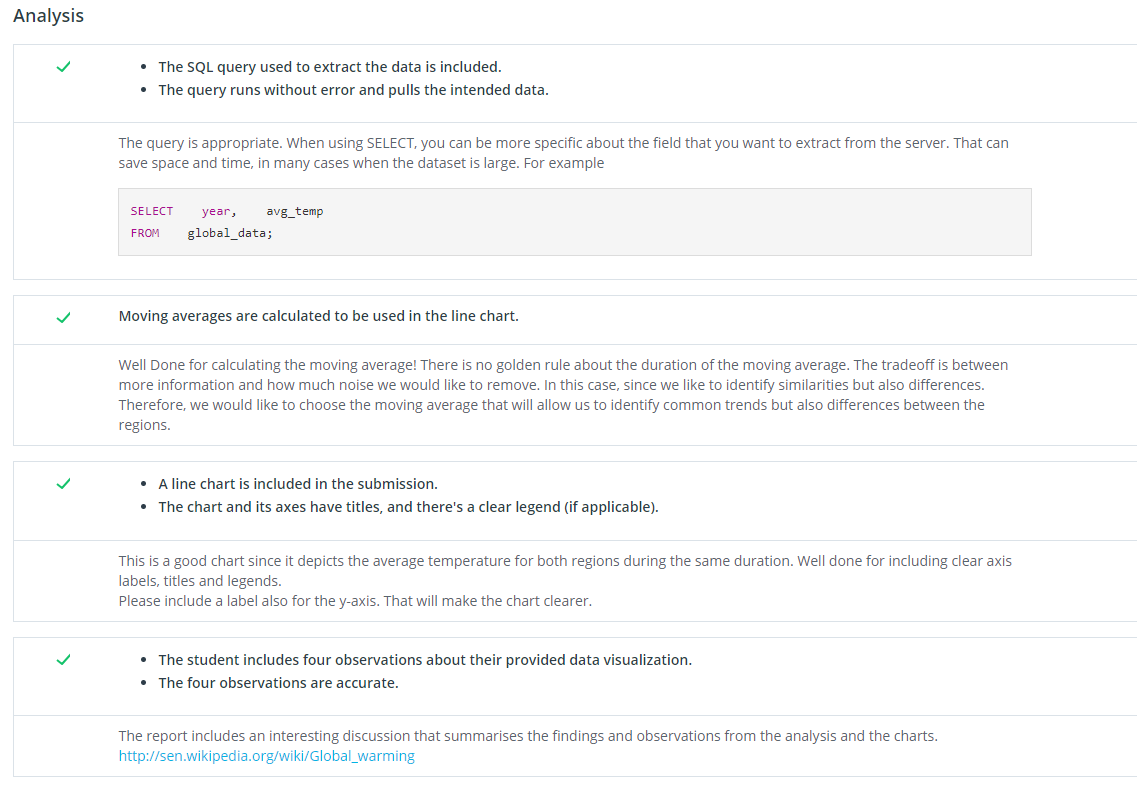 Analysis
The SQL query used to extract the data is included.
The query runs without error and pulls the intended data.
The query is appropriate. When using SELECT, you can be more specific about the field that you want to extract from the server. That can
save space and time, in many cases when the dataset is large. For example
SELECT year, avg_temp
FROM global_data;
Moving averages are calculated to be used in the line chart.
Well Done for calculating the moving average! There is no golden rule about the duration of the moving average. The tradeoff is between
more information and how much noise we would like to remove. In this case, since we like to identify similarities but also differences.
Therefore, we would like to choose the moving average that will allow us to identify common trends but also differences between the
regions.
A line chart is included in the submission.
The chart and its axes have titles, and there's a clear legend (if applicable).
This is a good chart since it depicts the average temperature for both regions during the same duration. Well done for including clear axis
labels, titles and legends.
Please include a label also for the y-axis. That will make the chart clearer.
The student includes four observations about their provided data visualization.
The four observations are accurate.
The report includes an interesting discussion that summarises the findings and observations from the analysis and the charts.
http://sen.wikipedia.org/wiki/Global_warming